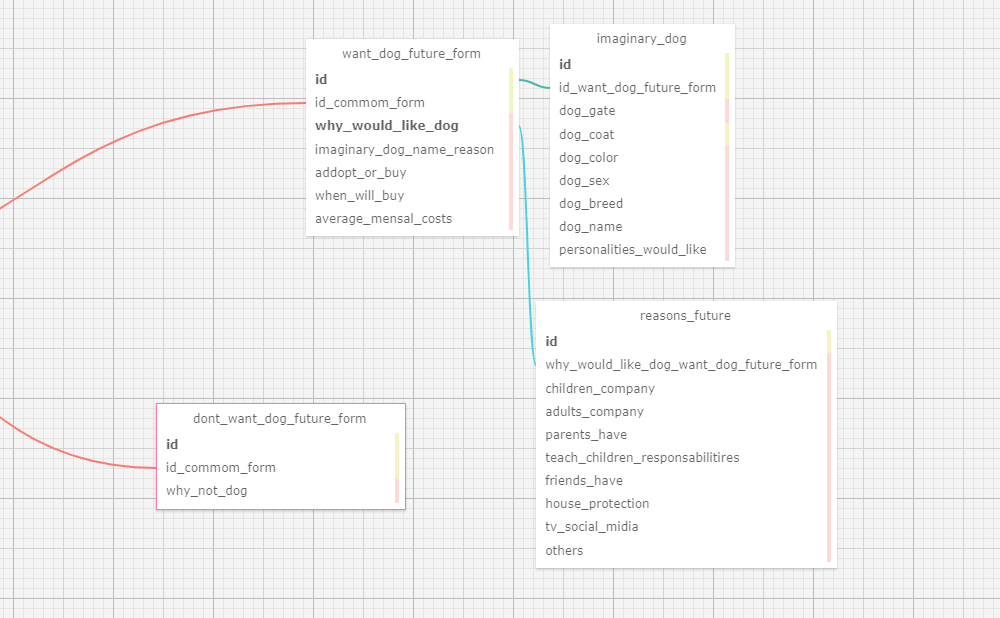 want_dog_future_form
id
id_commom_form
why_would_like_dog
imaginary_dog_name_reason
addopt_or_buy
when_will_buy
average_mensal_costs
imaginary_dog
id
id_want_dog_future_form
dog_gate
dog_coat
dog_color
dog_sex
dog_breed
dog_name
personalities_would_like
reasons_future
id
why_would_like_dog_want_dog_future_form
children_company
adults_company
parents_have
teach_children_responsabilitires
friends_have
house_protection
tv_social_midia
others
dont_want_dog_future_form
id
id_commom_form
why_not_dog